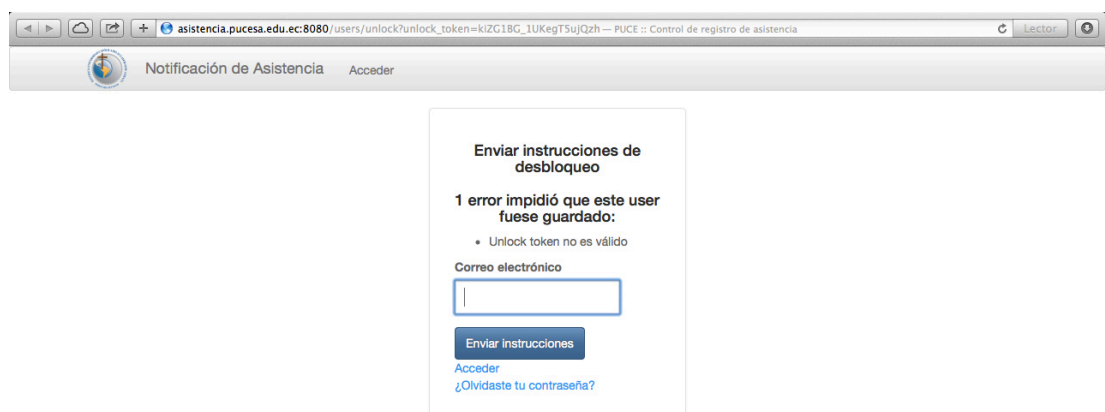 asistencia.pucesa.edu.ec:8080/users/unlock?unlock_token=kiZG1BG_1UKegT5ujQzh — PUCE :: Control de registro de asistencia
Lector
Notificación de Asistencia
Acceder
Enviar instrucciones de
desbloqueo
1 error impidió que este user
fuese guardado:
• Unlock token no es válido
Correo electrónico
Enviar instrucciones
Acceder
¿Olvidaste tu contraseña?